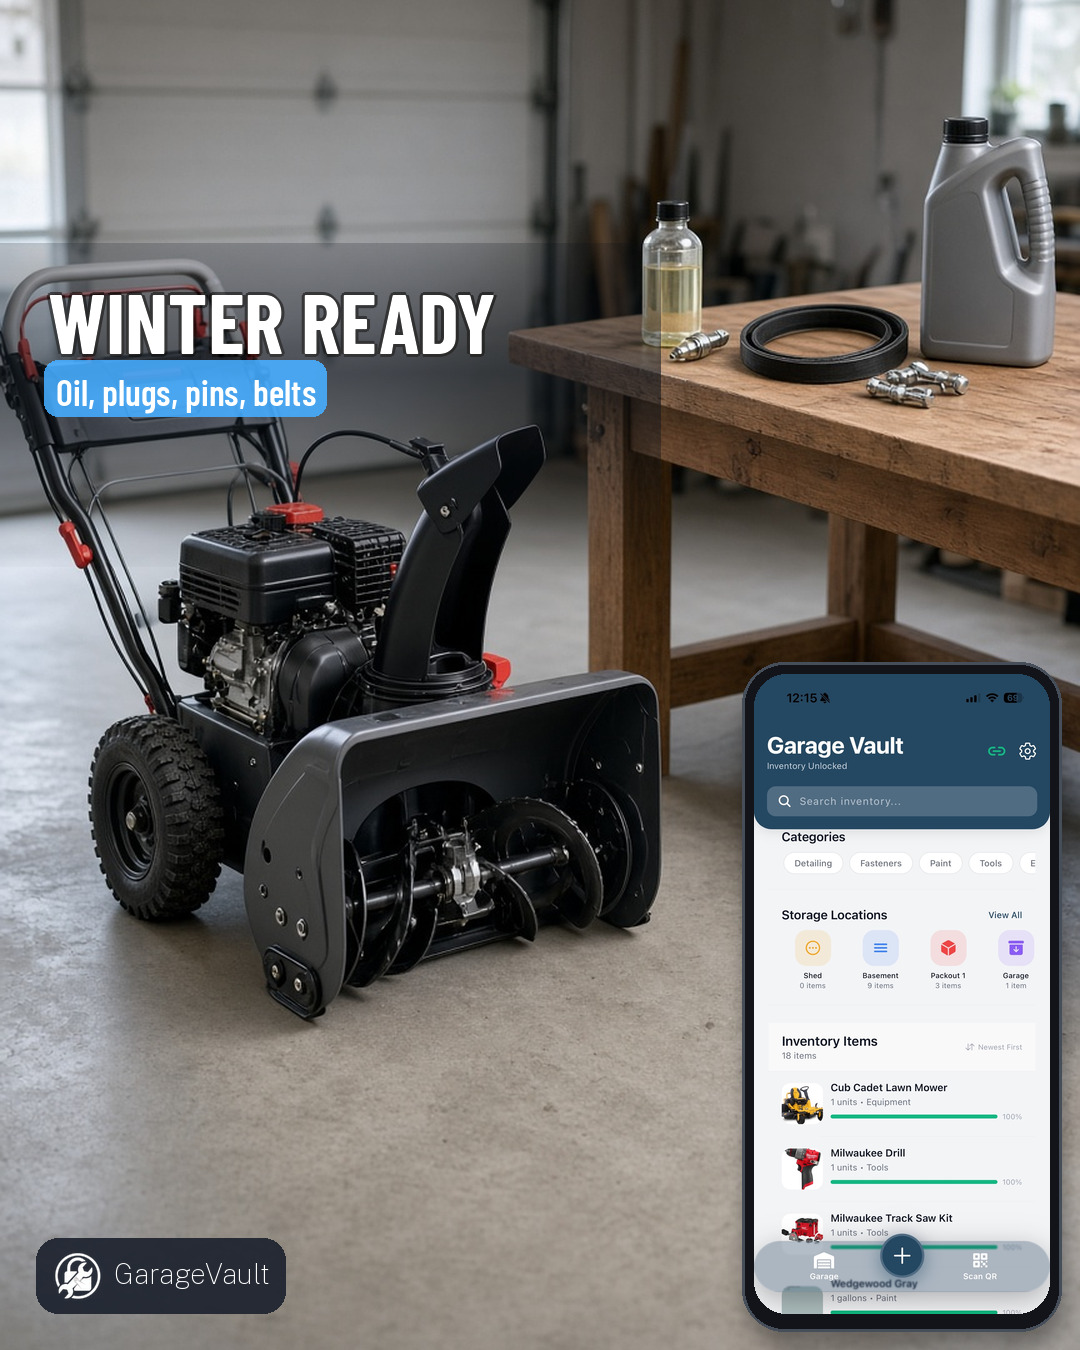 WINTER READY
Oil, plugs, pins, belts
12:15
65
Garage Vault
Inventory Unlocked
Search inventory...
Categories
Detailing Fasteners Paint Tools E
Storage Locations View All
Shed Basement Packout 1 Garage
0 items 9 items 3 items 1 item
Inventory Items
18 items
Newest First
Cub Cadet Lawn Mower
1 units • Equipment
100%
Milwaukee Drill
1 units • Tools
100%
Milwaukee Track Saw Kit
1 units • Tools
100%
Garage Scan QR
Wedgewood Gray
1 gallons • Paint
100%
GarageVault